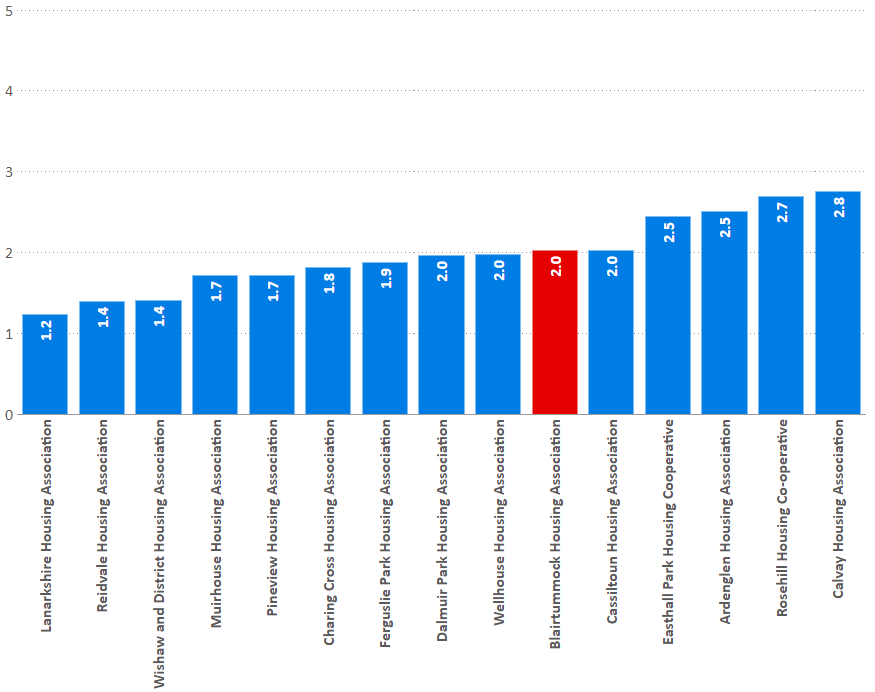 5
4
3
2
1
0
1.2
1.4
1.4
1.7
1.7
1.8
1.9
2.0
2.0
2.0
2.0
2.5
2.5
2.7
2.8
Lanarkshire Housing Association
Reidvale Housing Association
Wishaw and District Housing Association
Muirhouse Housing Association
Pineview Housing Association
Charing Cross Housing Association
Ferguslie Park Housing Association
Dalmuir Park Housing Association
Wellhouse Housing Association
Blairtummock Housing Association
Cassiltoun Housing Association
Easthall Park Housing Cooperative
Ardenglen Housing Association
Rosehill Housing Co-operative
Calvay Housing Association